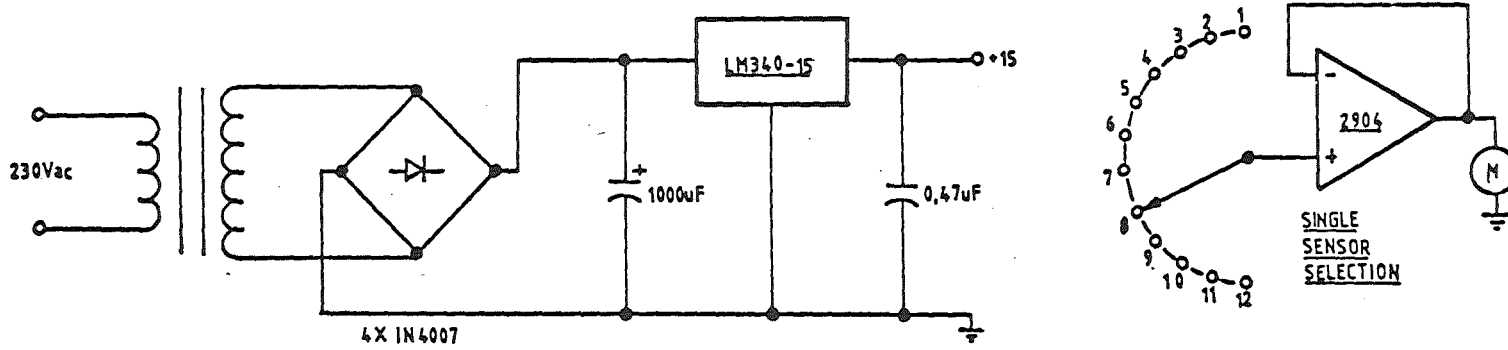 230Vac
4X IN4007
+
1000uF
LM340-15
0,47uF
+15
1
2
3
4
5
6
7
8
9
10
11
12
-
2904
+
M
SINGLE
SENSOR
SELECTION